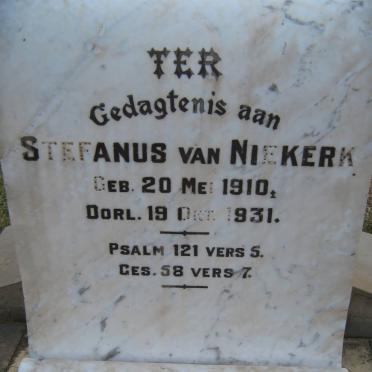 TER
Gedagtenis aan
STEFANUS VAN NIEKERK
GEB. 20 MEI 1910,
DORL. 19 OKT. 1931.
PSALM 121 VERS 5.
GES. 58 VERS 7.